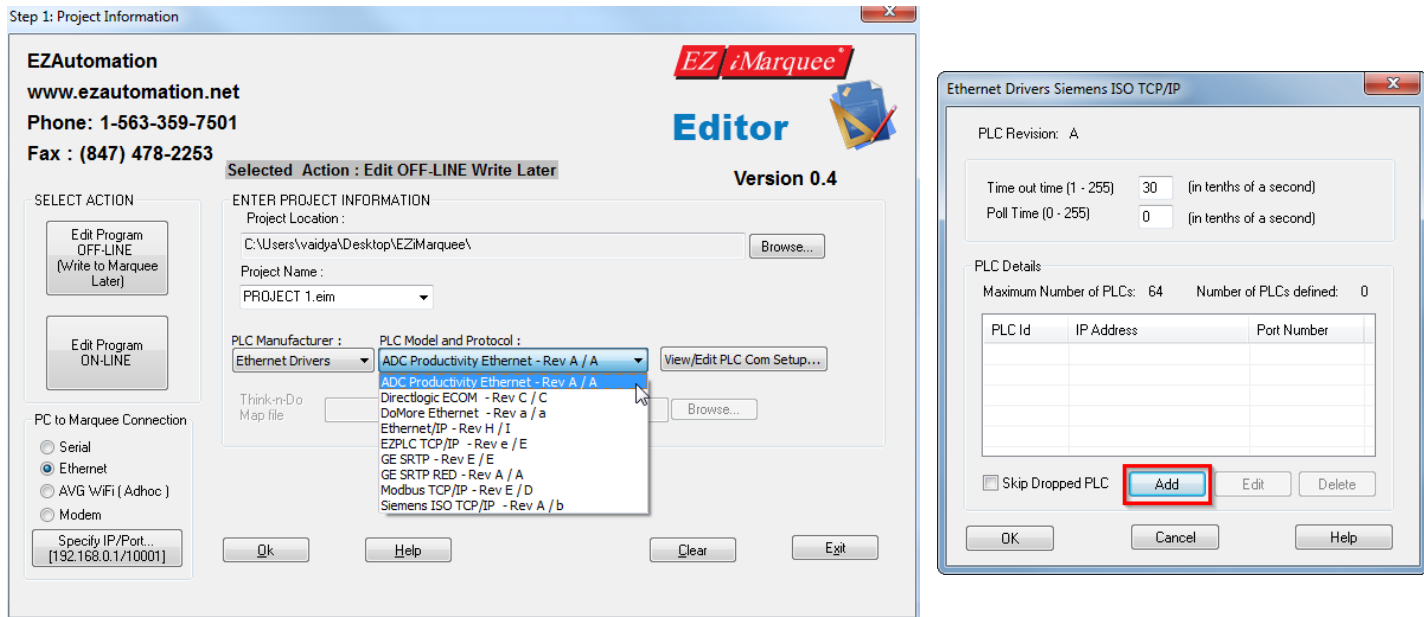 Step 1: Project Information
EZAutomation
www.ezautomation.net
Phone: 1-563-359-7501
Fax : (847) 478-2253
EZ iMarquee
Editor
Version 0.4
Selected Action : Edit OFF-LINE Write Later
SELECT ACTION
Edit Program
OFF-LINE
(Write to Marquee
Later)
Edit Program
ON-LINE
PC to Marquee Connection
Serial
Ethernet
AVG WiFi ( Adhoc )
Modem
Specify IP/Port...
[192.168.0.1/10001]
ENTER PROJECT INFORMATION
Project Location :
C:\Users\vaidya\Desktop\EZiMarquee\
Browse...
Project Name :
PROJECT 1.eim
PLC Manufacturer :
PLC Model and Protocol :
Ethernet Drivers
ADC Productivity Ethernet - Rev A / A
View/Edit PLC Com Setup...
ADC Productivity Ethernet - Rev A / A
Directlogic ECOM - Rev C / C
DoMore Ethernet - Rev a / a
Ethernet/IP - Rev H / I
EZPLC TCP/IP - Rev e / E
GE SRTP - Rev E / E
GE SRTP RED - Rev A / A
Modbus TCP/IP - Rev E / D
Siemens ISO TCP/IP - Rev A / b
Think-n-Do
Map file
Browse...
Ok
Help
Clear
Exit
Ethernet Drivers Siemens ISO TCP/IP
PLC Revision: A
Time out time (1 - 255) 30 (in tenths of a second)
Poll Time (0 - 255) 0 (in tenths of a second)
PLC Details
Maximum Number of PLCs: 64 Number of PLCs defined: 0
PLC Id IP Address Port Number
Skip Dropped PLC
Add
Edit
Delete
OK
Cancel
Help